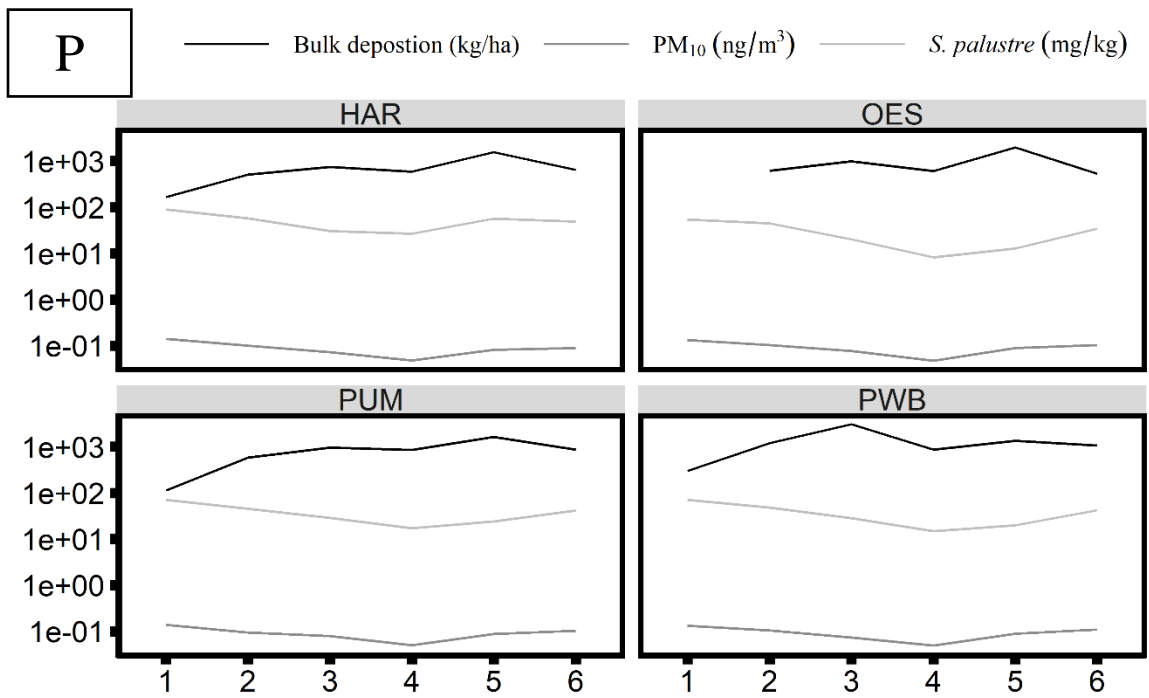 P
Bulk depostion (kg/ha) PM₁₀ (ng/m³) S. palustre (mg/kg)
HAR OES
1e+03
1e+02
1e+01
1e+00
1e-01
PUM PWB
1e+03
1e+02
1e+01
1e+00
1e-01
1 2 3 4 5 6 1 2 3 4 5 6